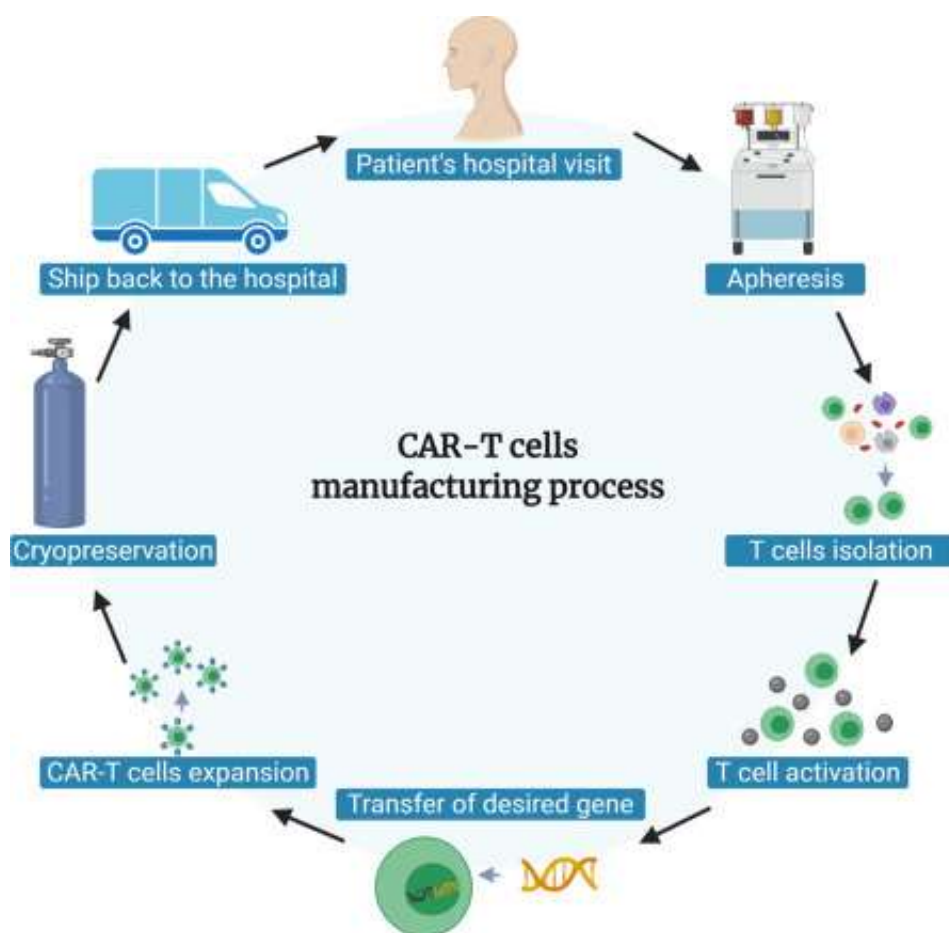 Patient's hospital visit
Apheresis
T cells isolation
T cell activation
Transfer of desired gene
CAR-T cells expansion
Cryopreservation
Ship back to the hospital
CAR-T cells
manufacturing process